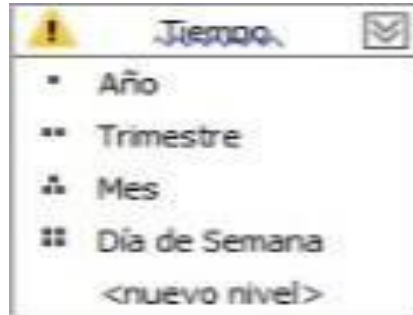 Tiempo
Año
Trimestre
Mes
Día de Semana
<nuevo nivel>